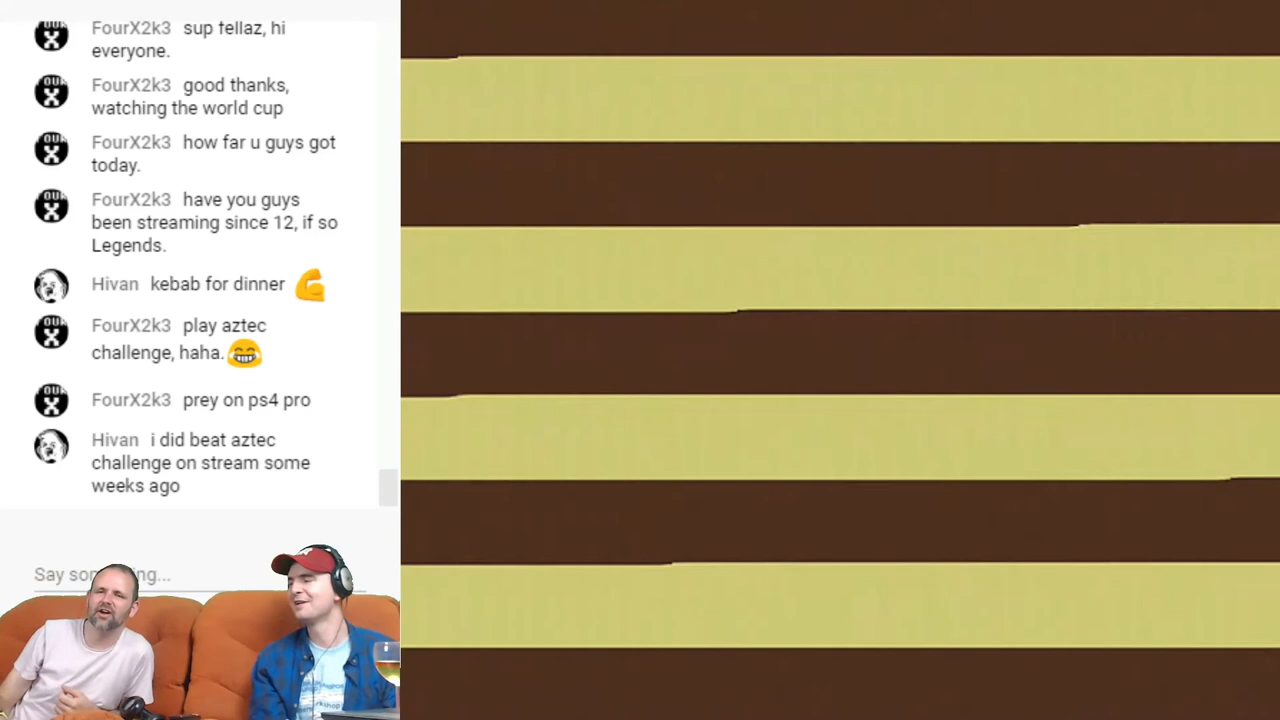 FourX2k3 sup fellaz, hi
everyone.
FourX2k3 good thanks,
watching the world cup
FourX2k3 how far u guys got
today.
FourX2k3 have you guys
been streaming since 12, if so
Legends.
Hivan kebab for dinner 💪
FourX2k3 play aztec
challenge, haha.😂
FourX2k3 prey on ps4 pro
Hivan i did beat aztec
challenge on stream some
weeks ago
Say